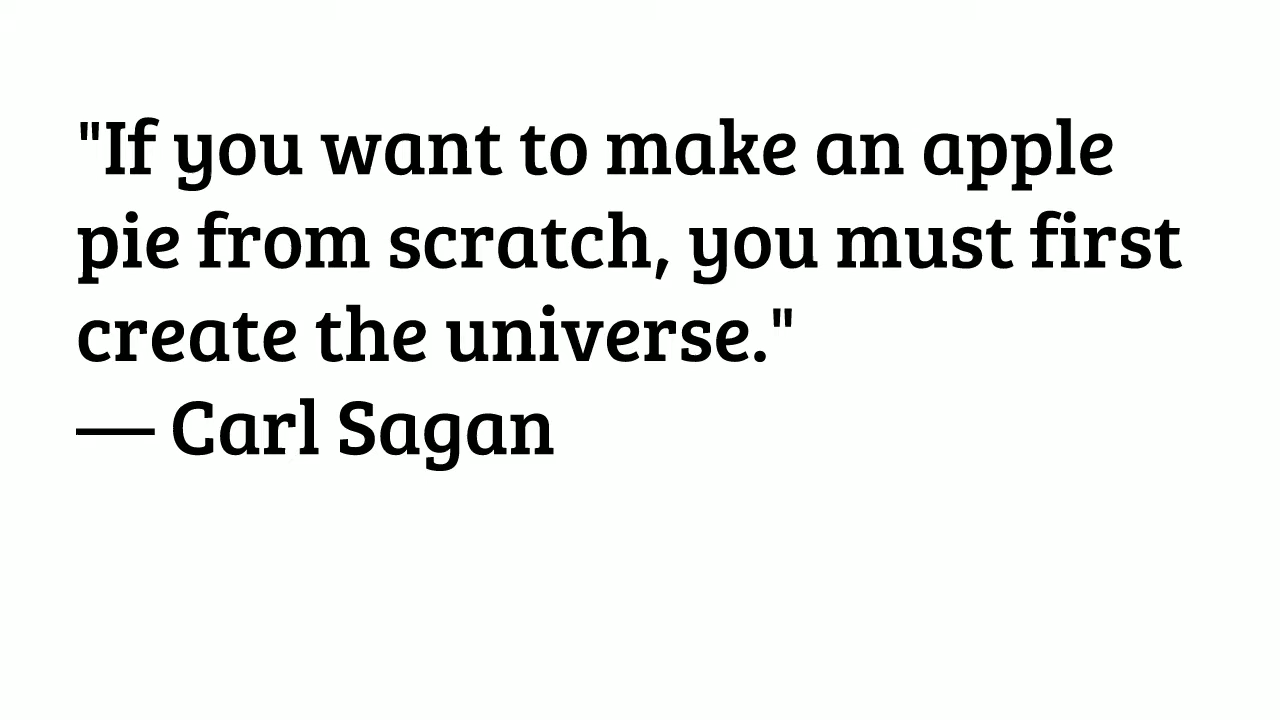 "If you want to make an apple
pie from scratch, you must first
create the universe."
— Carl Sagan